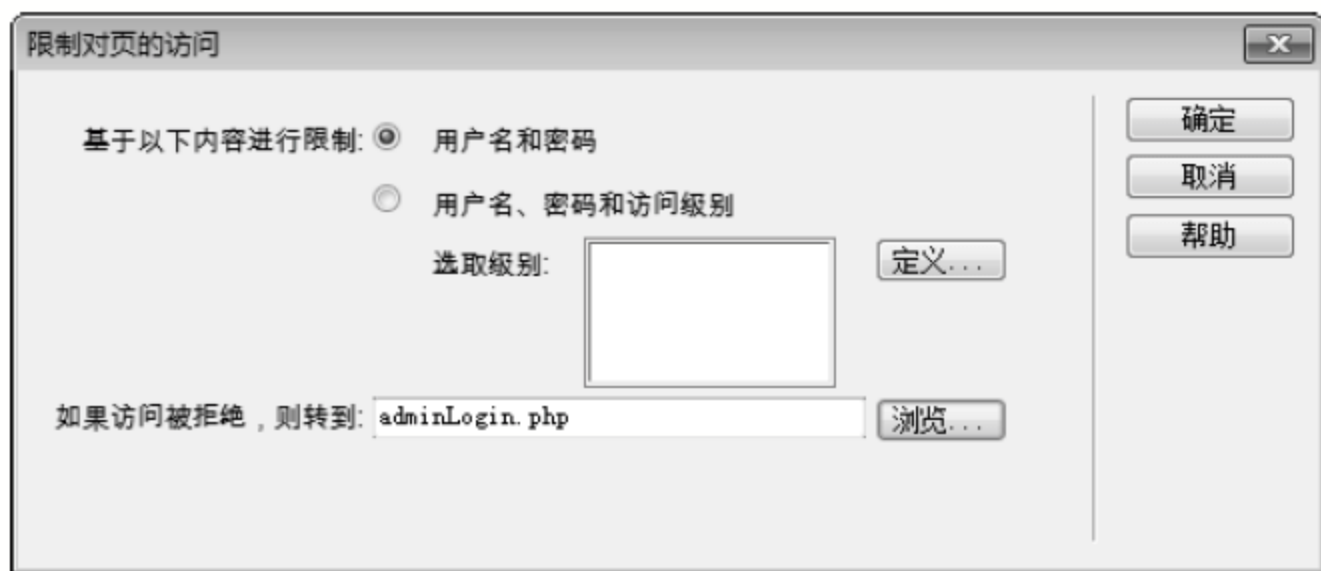 限制对页的访问
基于以下内容进行限制: 用户名和密码
用户名、密码和访问级别
选取级别: 定义...
如果访问被拒绝，则转到: adminLogin.php 浏览...
确定
取消
帮助